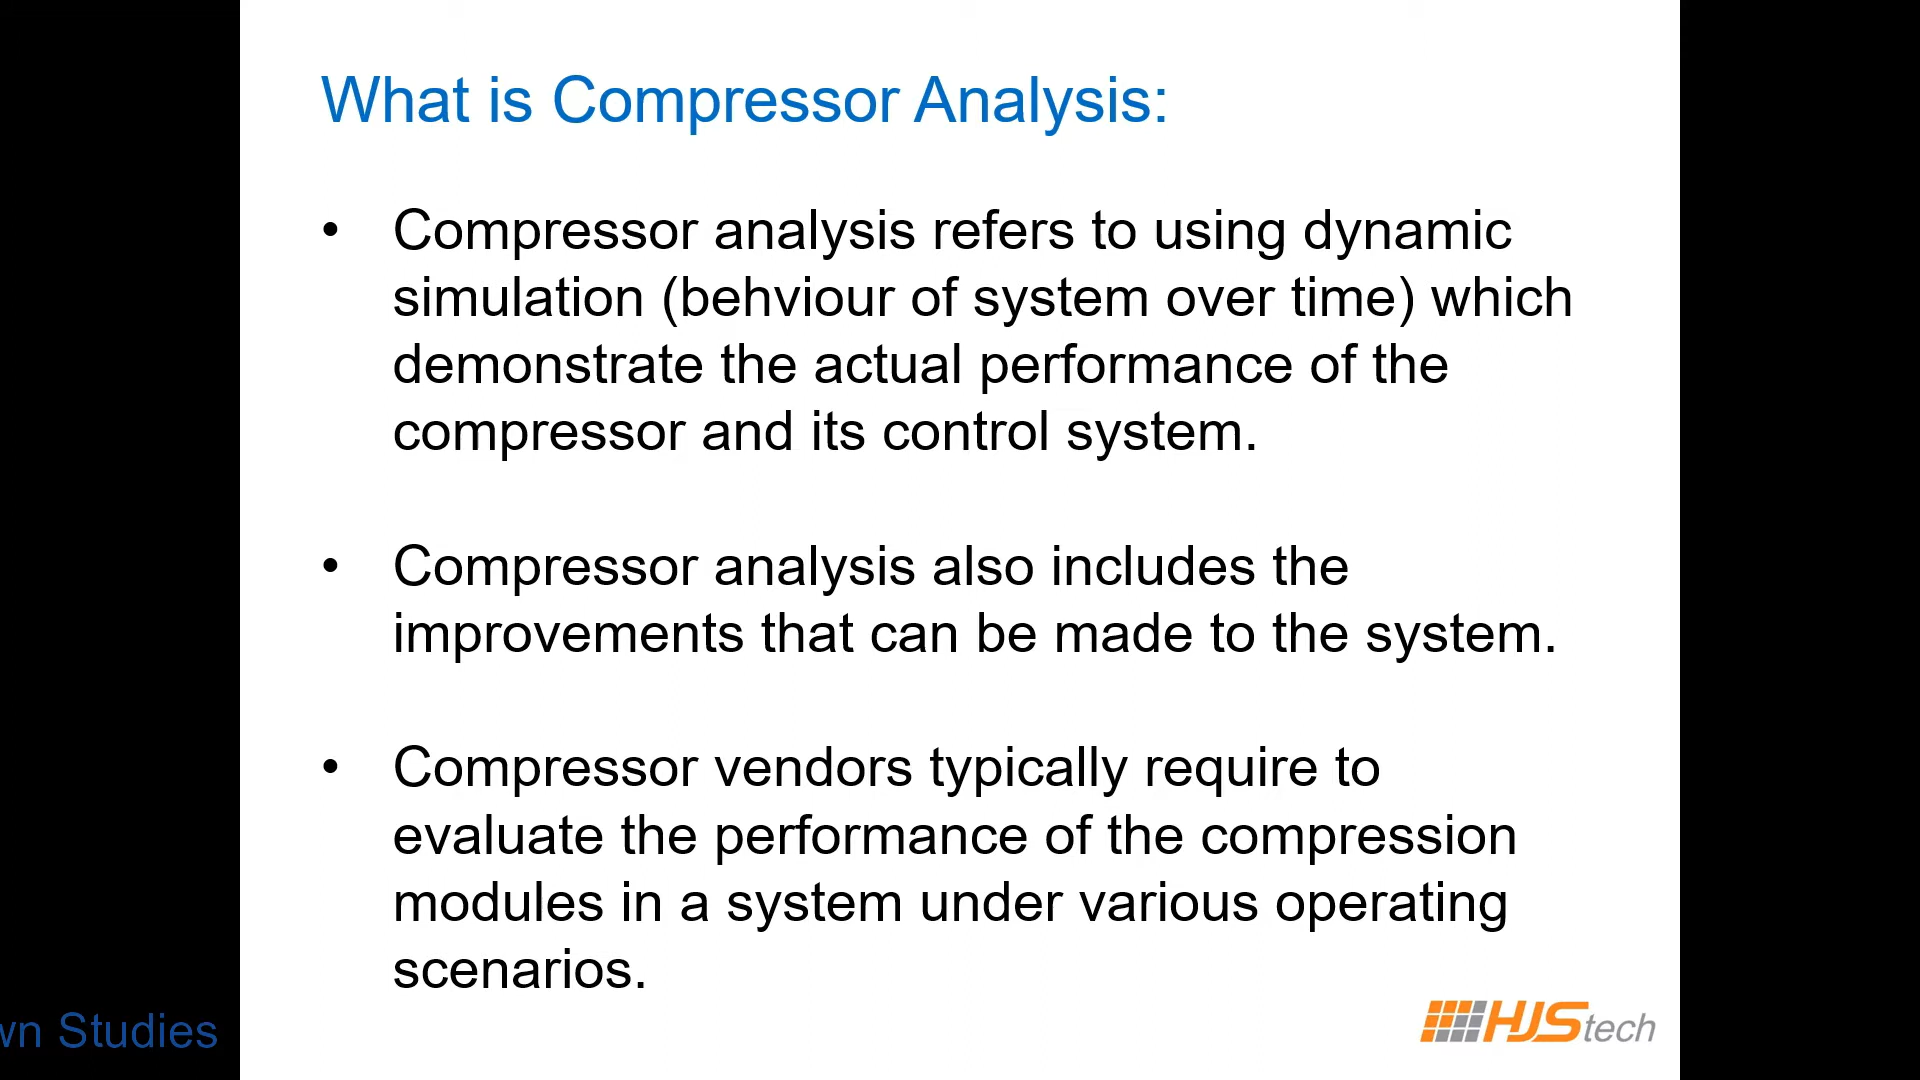 What is Compressor Analysis:
• Compressor analysis refers to using dynamic
simulation (behviour of system over time) which
demonstrate the actual performance of the
compressor and its control system.
• Compressor analysis also includes the
improvements that can be made to the system.
• Compressor vendors typically require to
evaluate the performance of the compression
modules in a system under various operating
scenarios.
wn Studies
HJStech